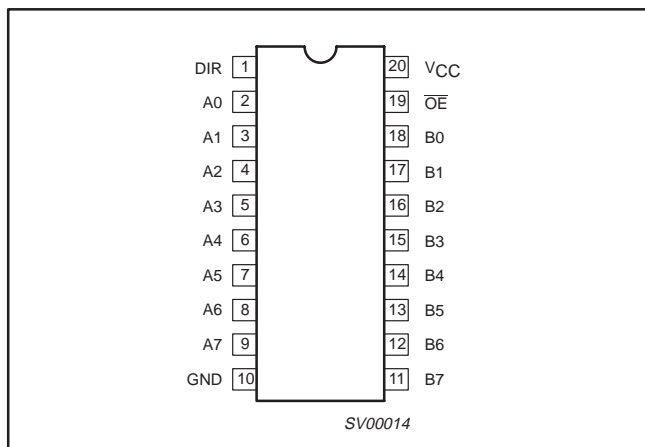 DIR 1 20 VCC
A0 2 19 OE
A1 3 18 B0
A2 4 17 B1
A3 5 16 B2
A4 6 15 B3
A5 7 14 B4
A6 8 13 B5
A7 9 12 B6
GND 10 11 B7
SV00014